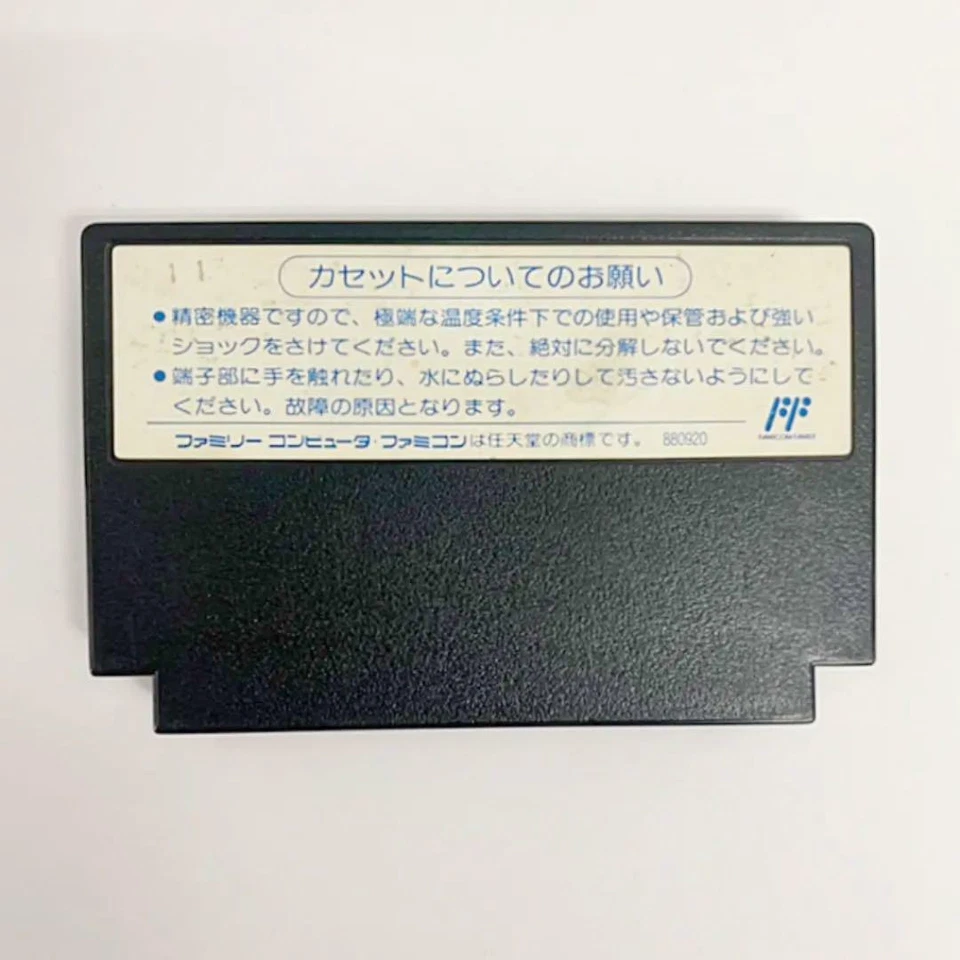 11
カセットについてのお願い
●精密機器ですので、極端な温度条件下での使用や保管および強い
ショックをさけてください。また、絶対に分解しないでください。
●端子部に手を触れたり、水にぬらしたりして汚さないようにして
ください。故障の原因となります。
ファミリーコンピュータ・ファミコンは任天堂の商標です。 880920